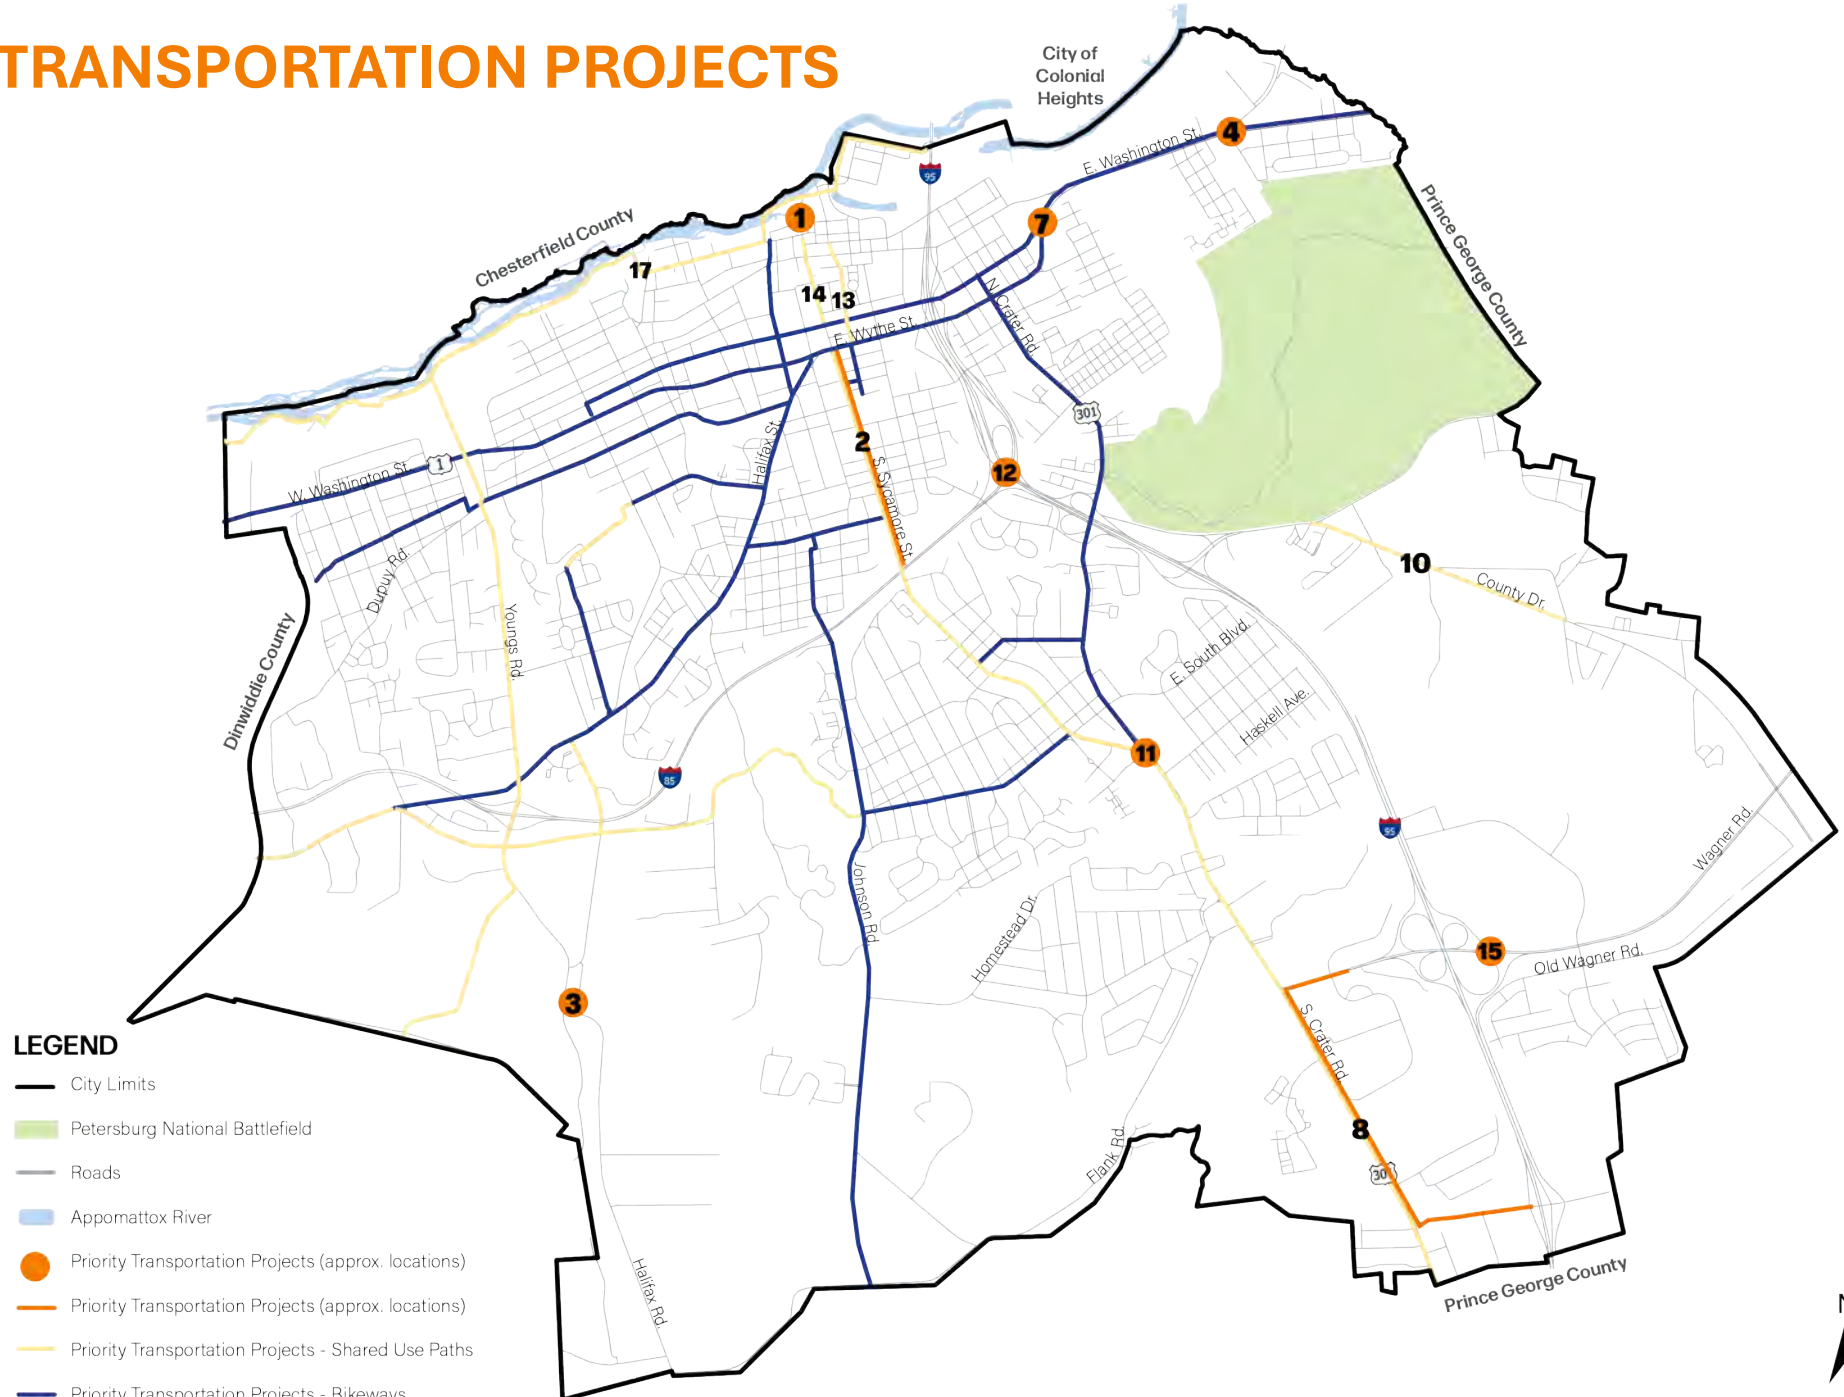 TRANSPORTATION PROJECTS
City of
Colonial
Heights
4
E. Washington St.
95
Prince George County
1
7
Chesterfield County
17
14
13
N. Crater Rd.
E. Wythe St.
301
2
Halifax St.
1
W. Washington St.
S. Sycamore St.
12
10
County Dr.
Dupuy Rd.
Youngs Rd.
Dinwiddie County
E. South Blvd.
Haskell Ave.
11
85
95
Wagner Rd.
Johnson Rd.
Homestead Dr.
15
Old Wagner Rd.
3
S. Crater Rd.
8
Flank Rd.
Halifax Rd.
Prince George County
LEGEND
City Limits
Petersburg National Battlefield
Roads
Appomattox River
Priority Transportation Projects (approx. locations)
Priority Transportation Projects (approx. locations)
Priority Transportation Projects - Shared Use Paths
Priority Transportation Projects - Bikeways